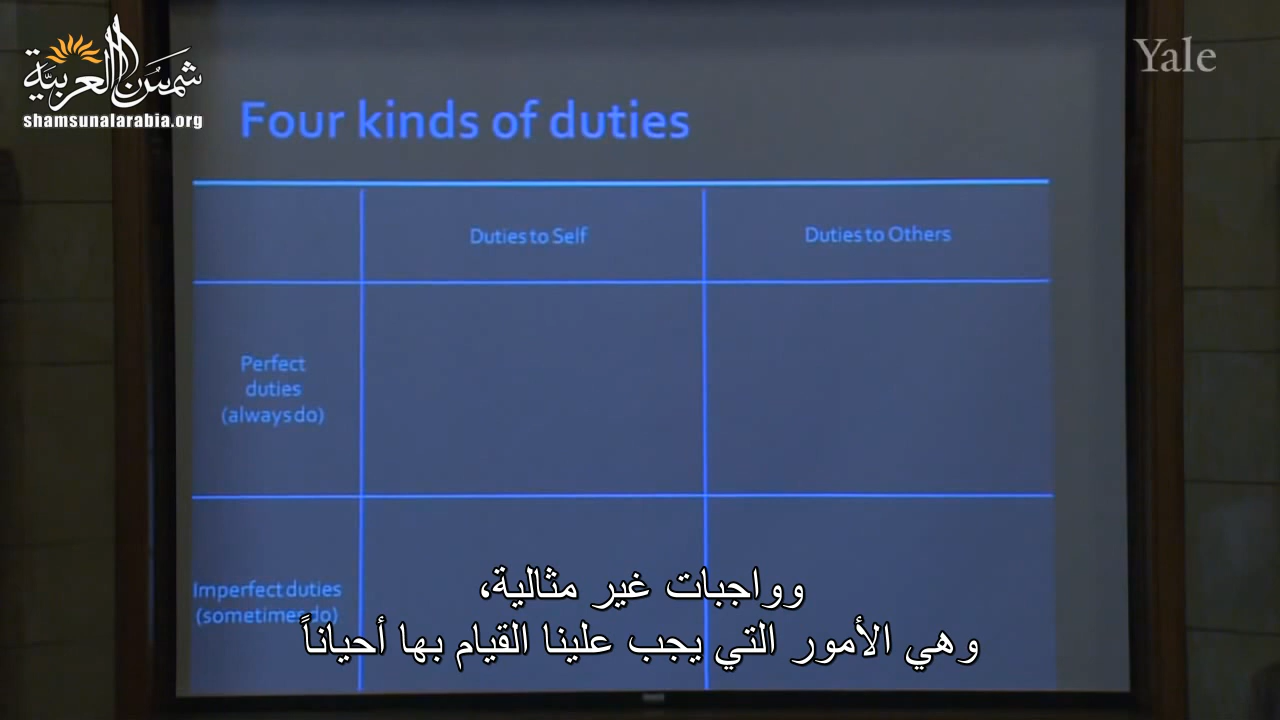 شمس العربية
shamsunalarabia.org
Yale
Four kinds of duties
Duties to Self
Duties to Others
Perfect
duties
(always do)
Imperfect duties
(sometimes do)
وواجبات غير مثالية،
وهي الأمور التي يجب علينا القيام بها أحياناً